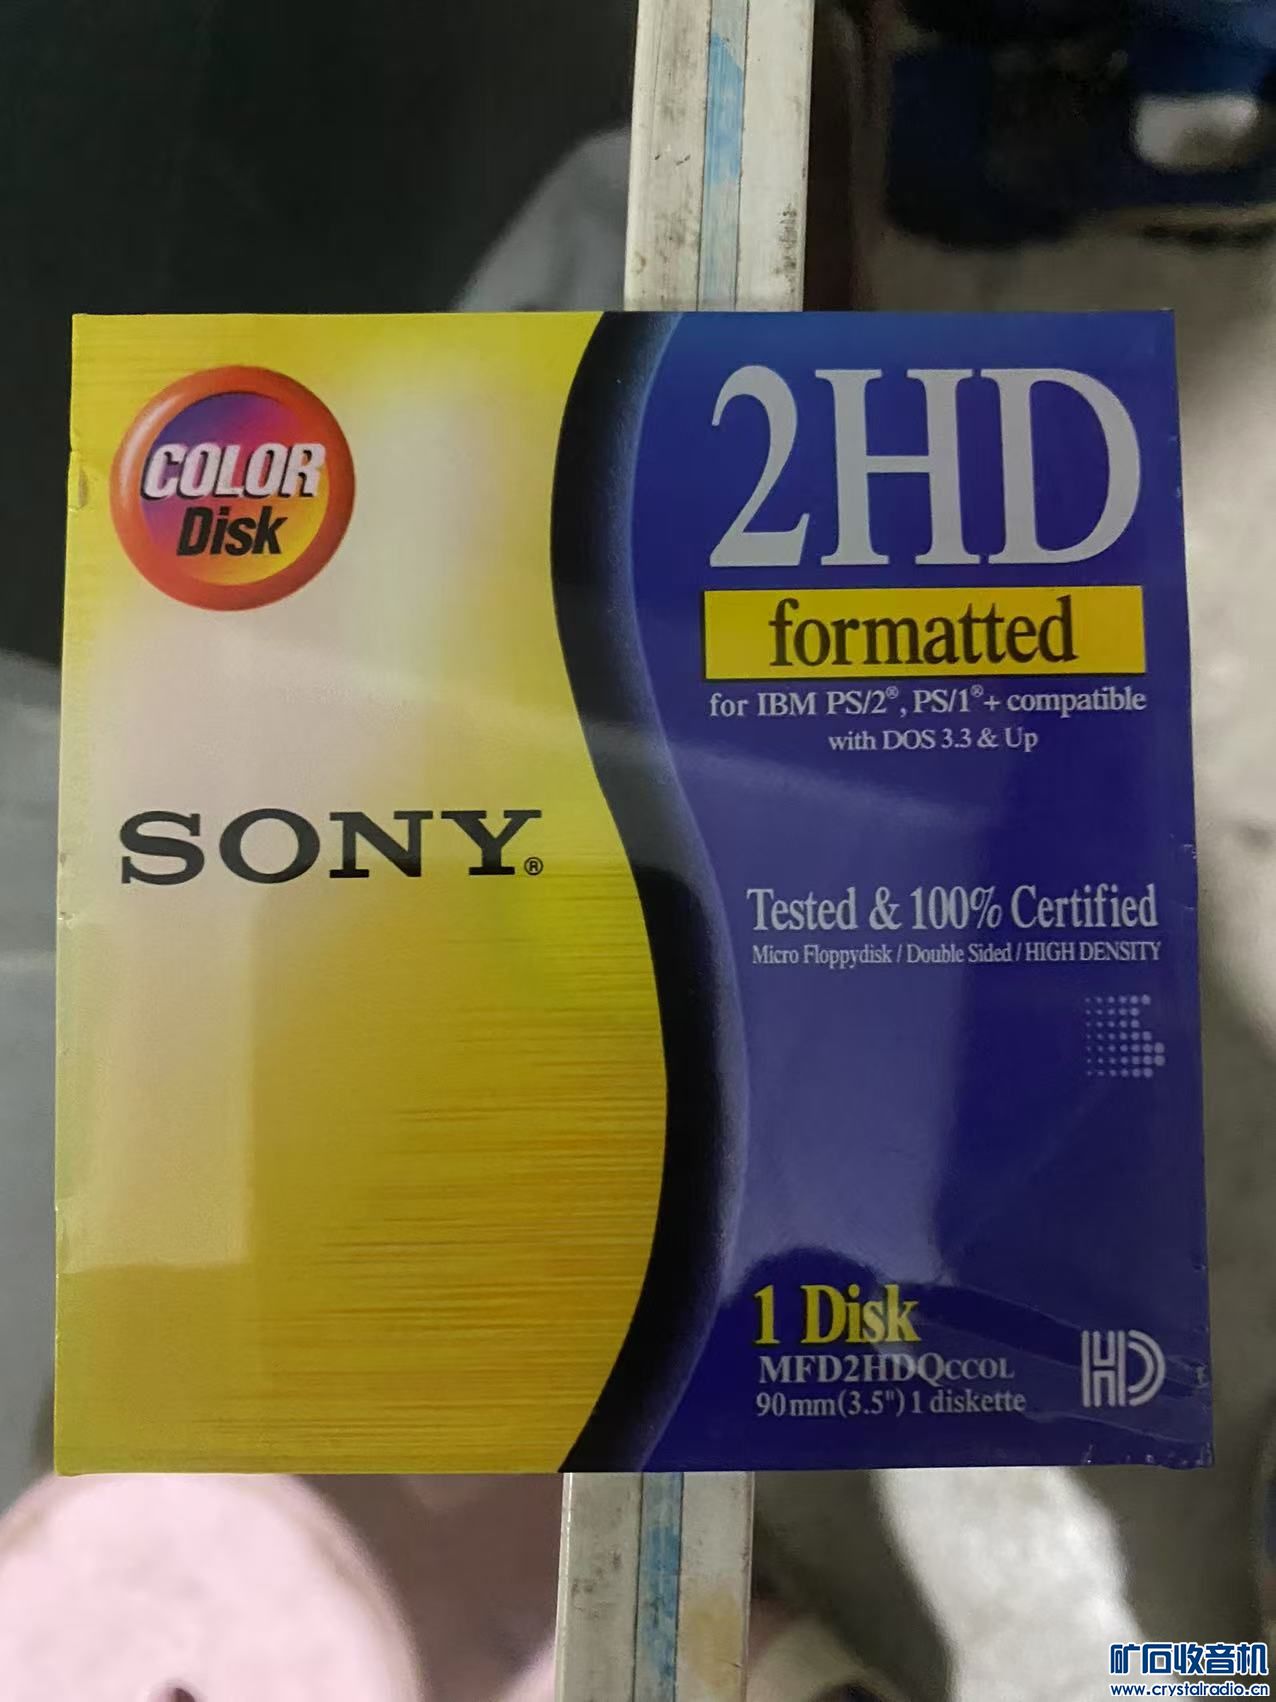 COLOR
Disk
SONY®
2HD
formatted
for IBM PS/2®, PS/1®+ compatible
with DOS 3.3 & Up
Tested & 100% Certified
Micro Floppydisk / Double Sided / HIGH DENSITY
1 Disk
MFD2HDQCCOL
90mm(3.5") 1 diskette
HD
矿石收音机
www.crystalradio.cn